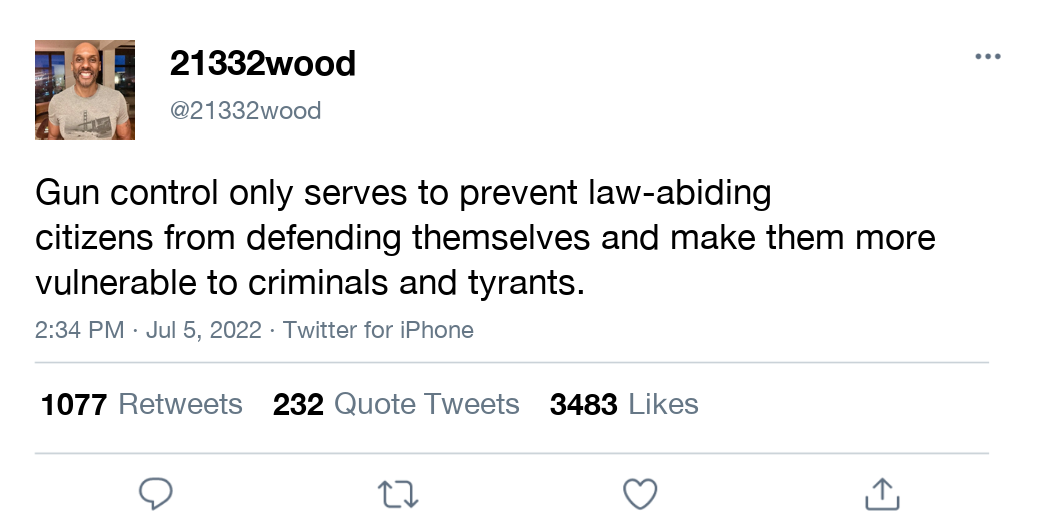 21332wood
@21332wood
Gun control only serves to prevent law-abiding
citizens from defending themselves and make them more
vulnerable to criminals and tyrants.
2:34 PM · Jul 5, 2022 · Twitter for iPhone
1077 Retweets 232 Quote Tweets 3483 Likes